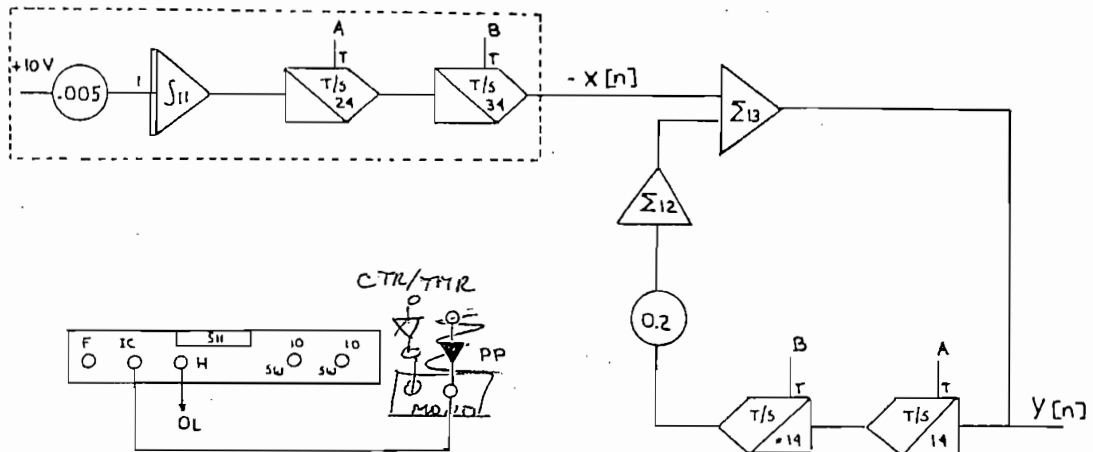 +10V
.005
1
∫11
A
T
T/S
24
B
T
T/S
34
-X[n]
Σ13
Σ12
0.2
B
T
T/S
14
A
T
T/S
14
Y[n]
CTR/TMR
PP
F
IC
S11
H
10
SW
10
SW
OL